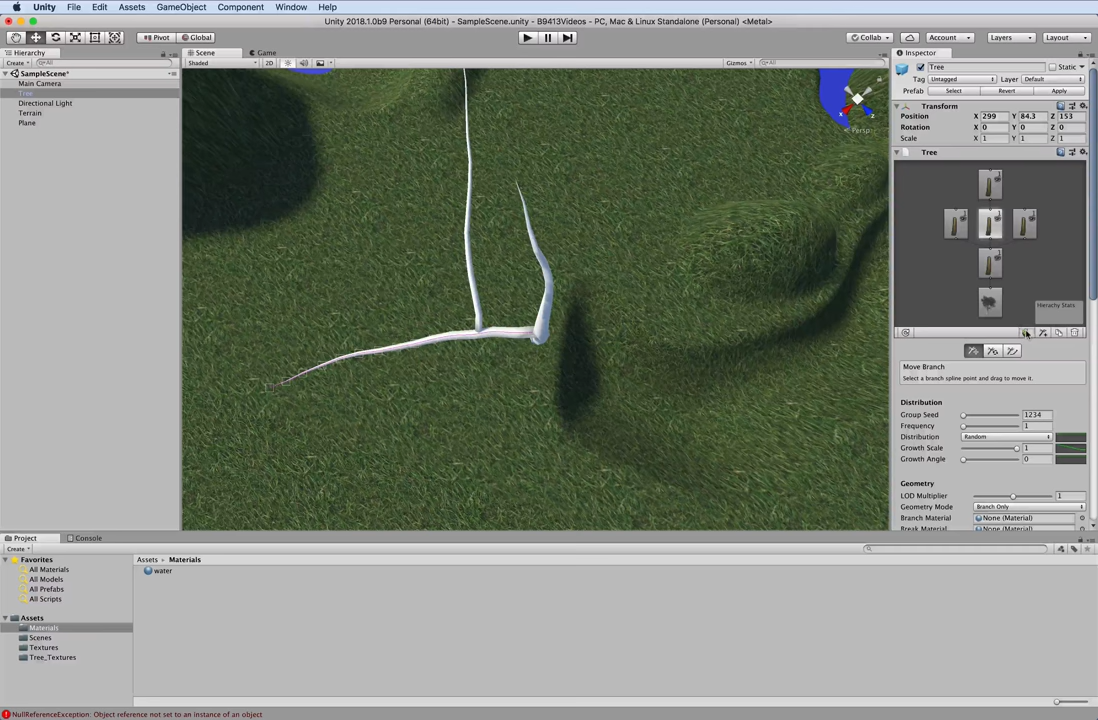 Unity File Edit Assets GameObject Component Window Help
Unity 2018.1.0b9 Personal (64bit) - SampleScene.unity - B9413Videos - PC, Mac & Linux Standalone (Personal) <Metal>
Pivot Global Collab Account Layers Layout
Hierarchy
Create All
SampleScene*
Main Camera
Tree
Directional Light
Terrain
Plane
Scene Game
Shaded 2D Gizmos All
x z
Persp
Inspector
Tree Static
Tag Untagged Layer Default
Prefab Select Revert Apply
Transform
Position X 299 Y 84.3 Z 153
Rotation X 0 Y 0 Z 0
Scale X 1 Y 1 Z 1
Tree
1
1 1 1
1
Hierachy Stats
Move Branch
Select a branch spline point and drag to move it.
Distribution
Group Seed 1234
Frequency 1
Distribution Random
Growth Scale 1
Growth Angle 0
Geometry
LOD Multiplier 1
Geometry Mode Branch Only
Branch Material None (Material)
Break Material None (Material)
Project Console
Create
Favorites
All Materials
All Models
All Prefabs
All Scripts
Assets
Materials
Scenes
Textures
Tree_Textures
Assets Materials
water
NullReferenceException: Object reference not set to an instance of an object